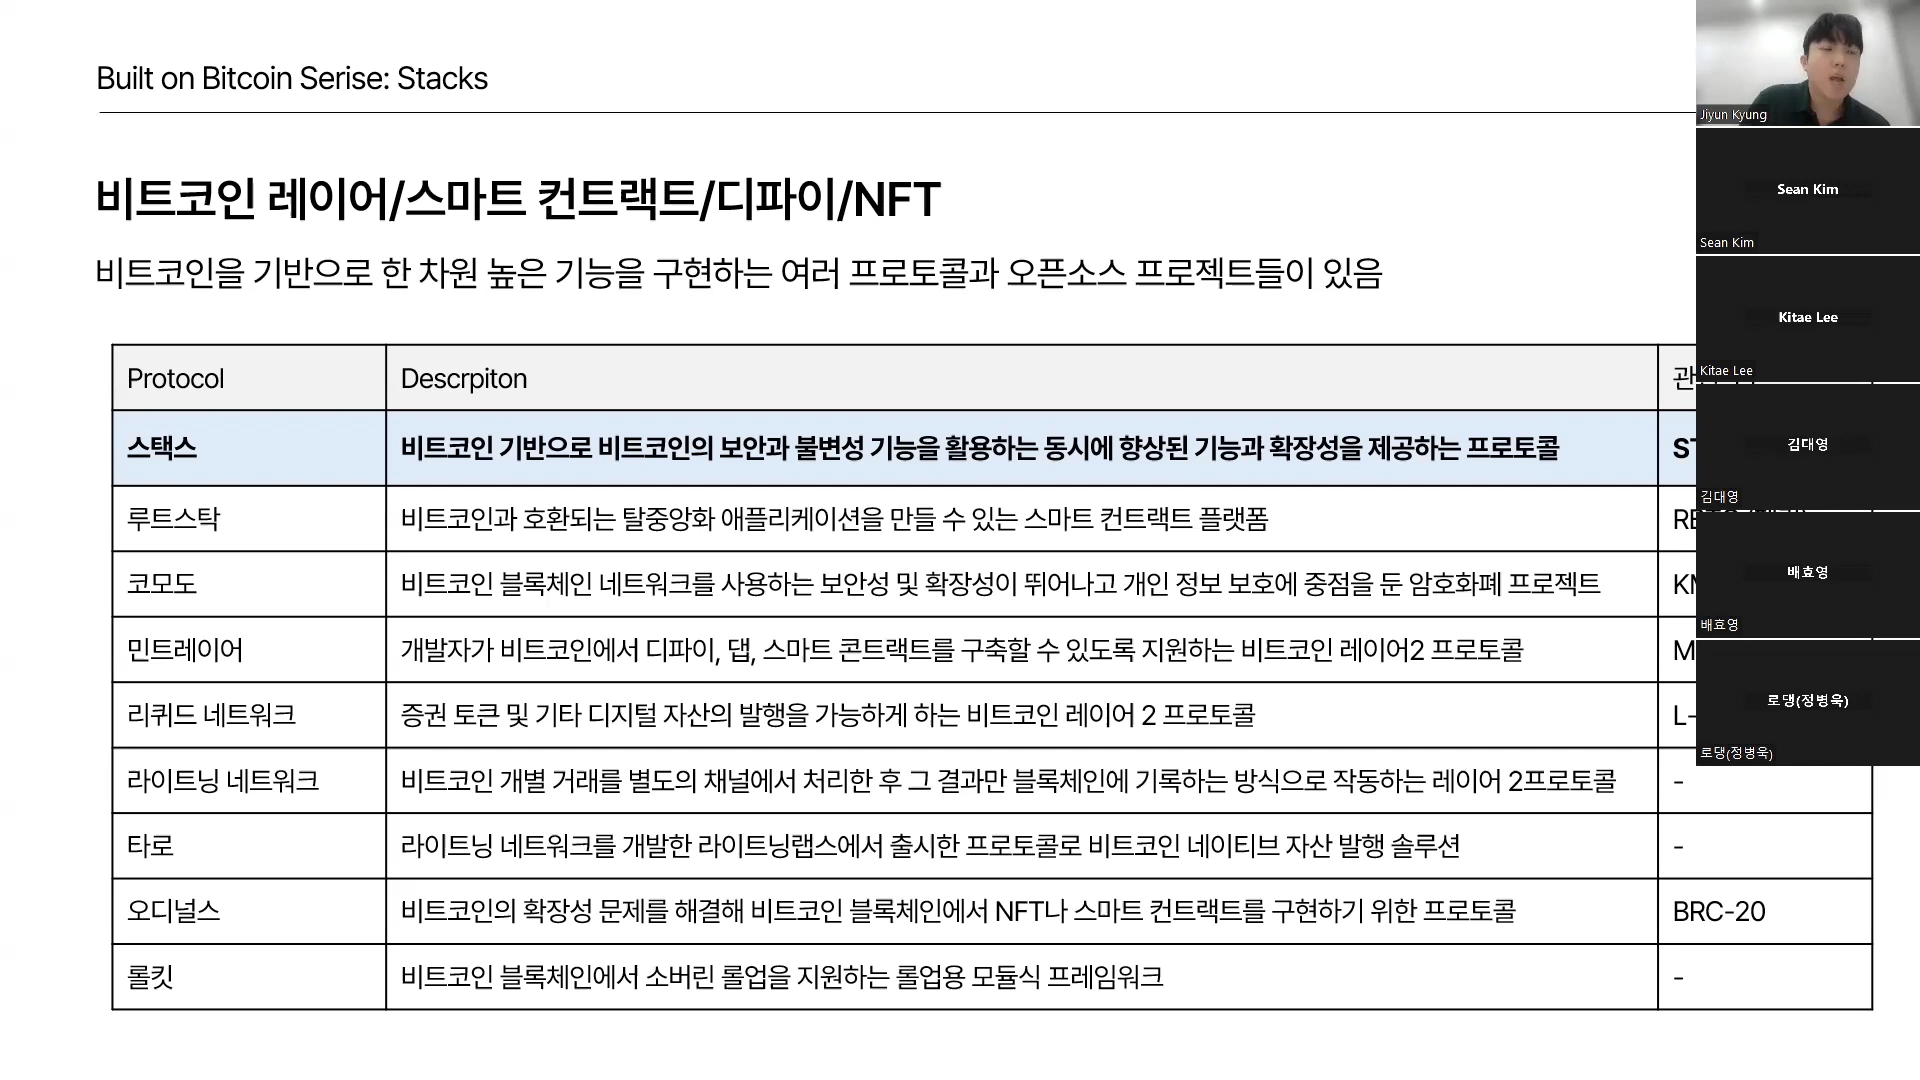 Built on Bitcoin Serise: Stacks
비트코인 레이어/스마트 컨트랙트/디파이/NFT
비트코인을 기반으로 한 차원 높은 기능을 구현하는 여러 프로토콜과 오픈소스 프로젝트들이 있음
Protocol Descrpiton
스택스 비트코인 기반으로 비트코인의 보안과 불변성 기능을 활용하는 동시에 향상된 기능과 확장성을 제공하는 프로토콜
루트스탁 비트코인과 호환되는 탈중앙화 애플리케이션을 만들 수 있는 스마트 컨트랙트 플랫폼
코모도 비트코인 블록체인 네트워크를 사용하는 보안성 및 확장성이 뛰어나고 개인 정보 보호에 중점을 둔 암호화폐 프로젝트
민트레이어 개발자가 비트코인에서 디파이, 댑, 스마트 콘트랙트를 구축할 수 있도록 지원하는 비트코인 레이어2 프로토콜
리퀴드 네트워크 증권 토큰 및 기타 디지털 자산의 발행을 가능하게 하는 비트코인 레이어 2 프로토콜
라이트닝 네트워크 비트코인 개별 거래를 별도의 채널에서 처리한 후 그 결과만 블록체인에 기록하는 방식으로 작동하는 레이어 2프로토콜 -
타로 라이트닝 네트워크를 개발한 라이트닝랩스에서 출시한 프로토콜로 비트코인 네이티브 자산 발행 솔루션 -
오디널스 비트코인의 확장성 문제를 해결해 비트코인 블록체인에서 NFT나 스마트 컨트랙트를 구현하기 위한 프로토콜 BRC-20
롤킷 비트코인 블록체인에서 소버린 롤업을 지원하는 롤업용 모듈식 프레임워크 -
Jiyun Kyung
Sean Kim
Sean Kim
Kitae Lee
Kitae Lee
김대영
김대영
배효영
배효영
로댕(정병욱)
로댕(정병욱)